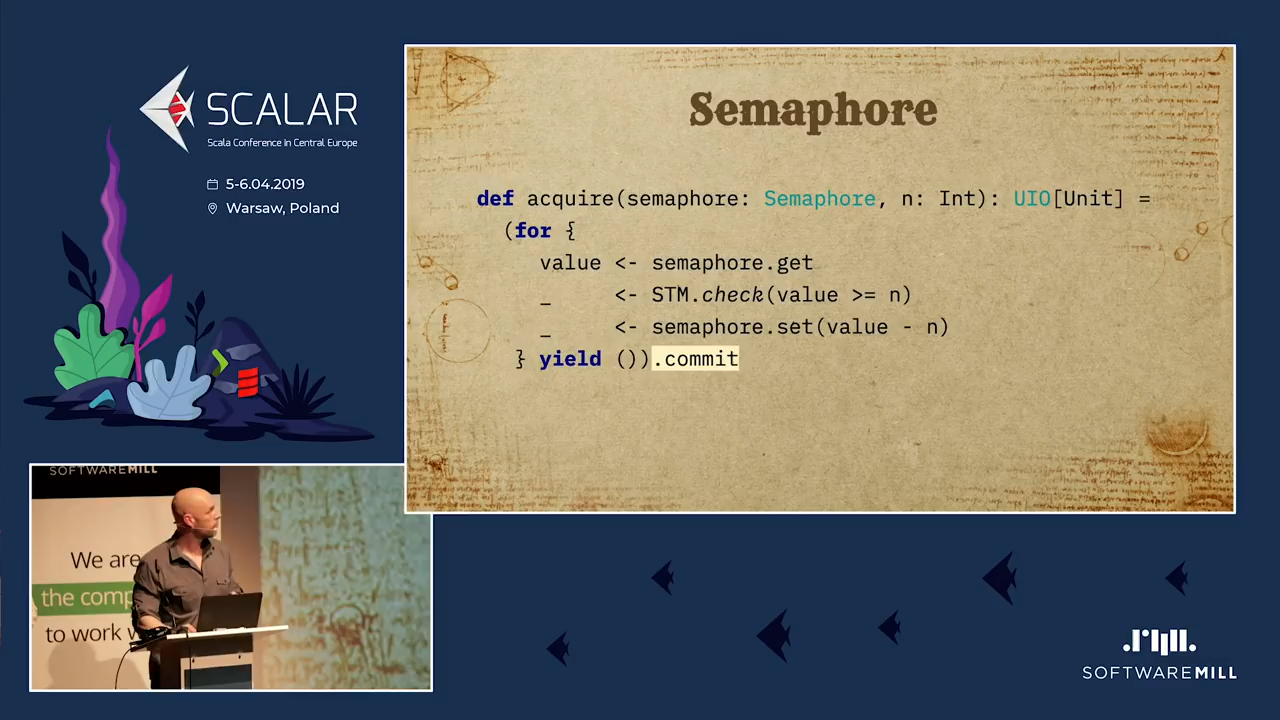 SCALAR
Scala Conference in Central Europe
5-6.04.2019
Warsaw, Poland
Semaphore
def acquire(semaphore: Semaphore, n: Int): UIO[Unit] =
(for {
value <- semaphore.get
_ <- STM.check(value >= n)
_ <- semaphore.set(value - n)
} yield ()).commit
SOFTWAREMILL
We are
the comp
to work w
SOFTWAREMILL